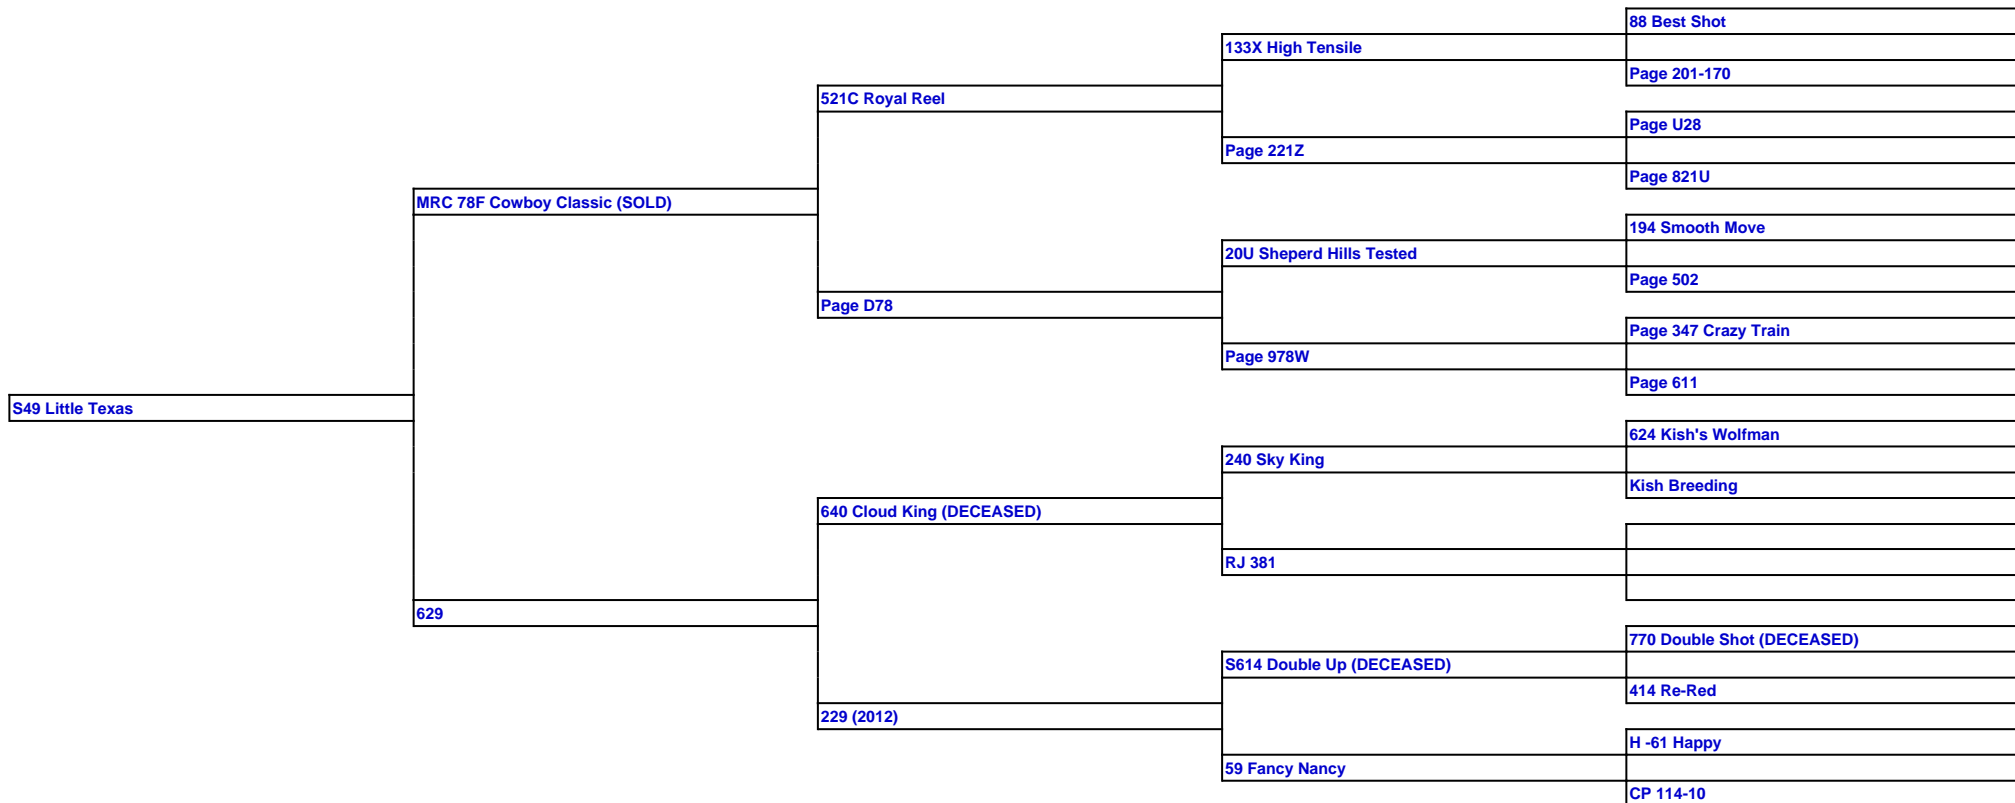 88 Best Shot
133X High Tensile
Page 201-170
521C Royal Reel
Page U28
Page 221Z
Page 821U
MRC 78F Cowboy Classic (SOLD)
194 Smooth Move
20U Sheperd Hills Tested
Page 502
Page D78
Page 347 Crazy Train
Page 978W
Page 611
S49 Little Texas
624 Kish's Wolfman
240 Sky King
Kish Breeding
640 Cloud King (DECEASED)
RJ 381
629
770 Double Shot (DECEASED)
S614 Double Up (DECEASED)
414 Re-Red
229 (2012)
H -61 Happy
59 Fancy Nancy
CP 114-10